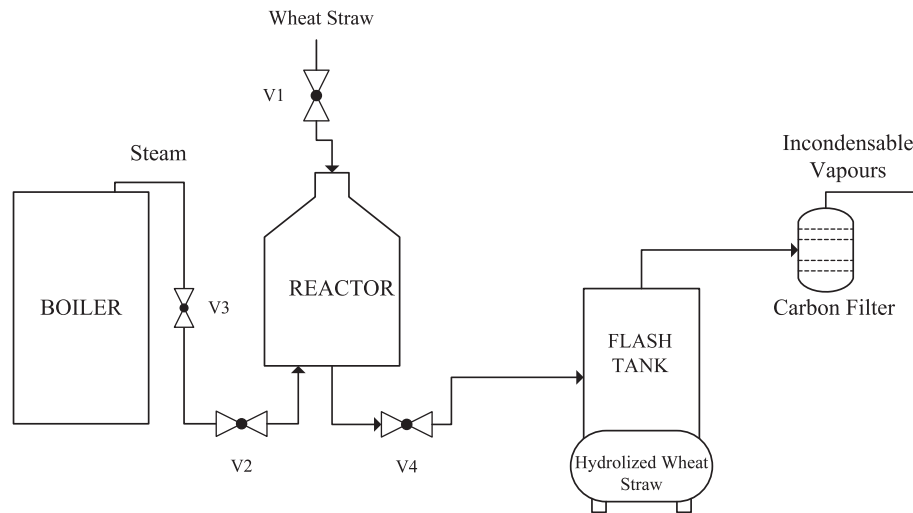 Wheat Straw
V1
Steam
Incondensable
Vapours
BOILER
V3
REACTOR
Carbon Filter
FLASH
TANK
V2
V4
Hydrolized Wheat
Straw